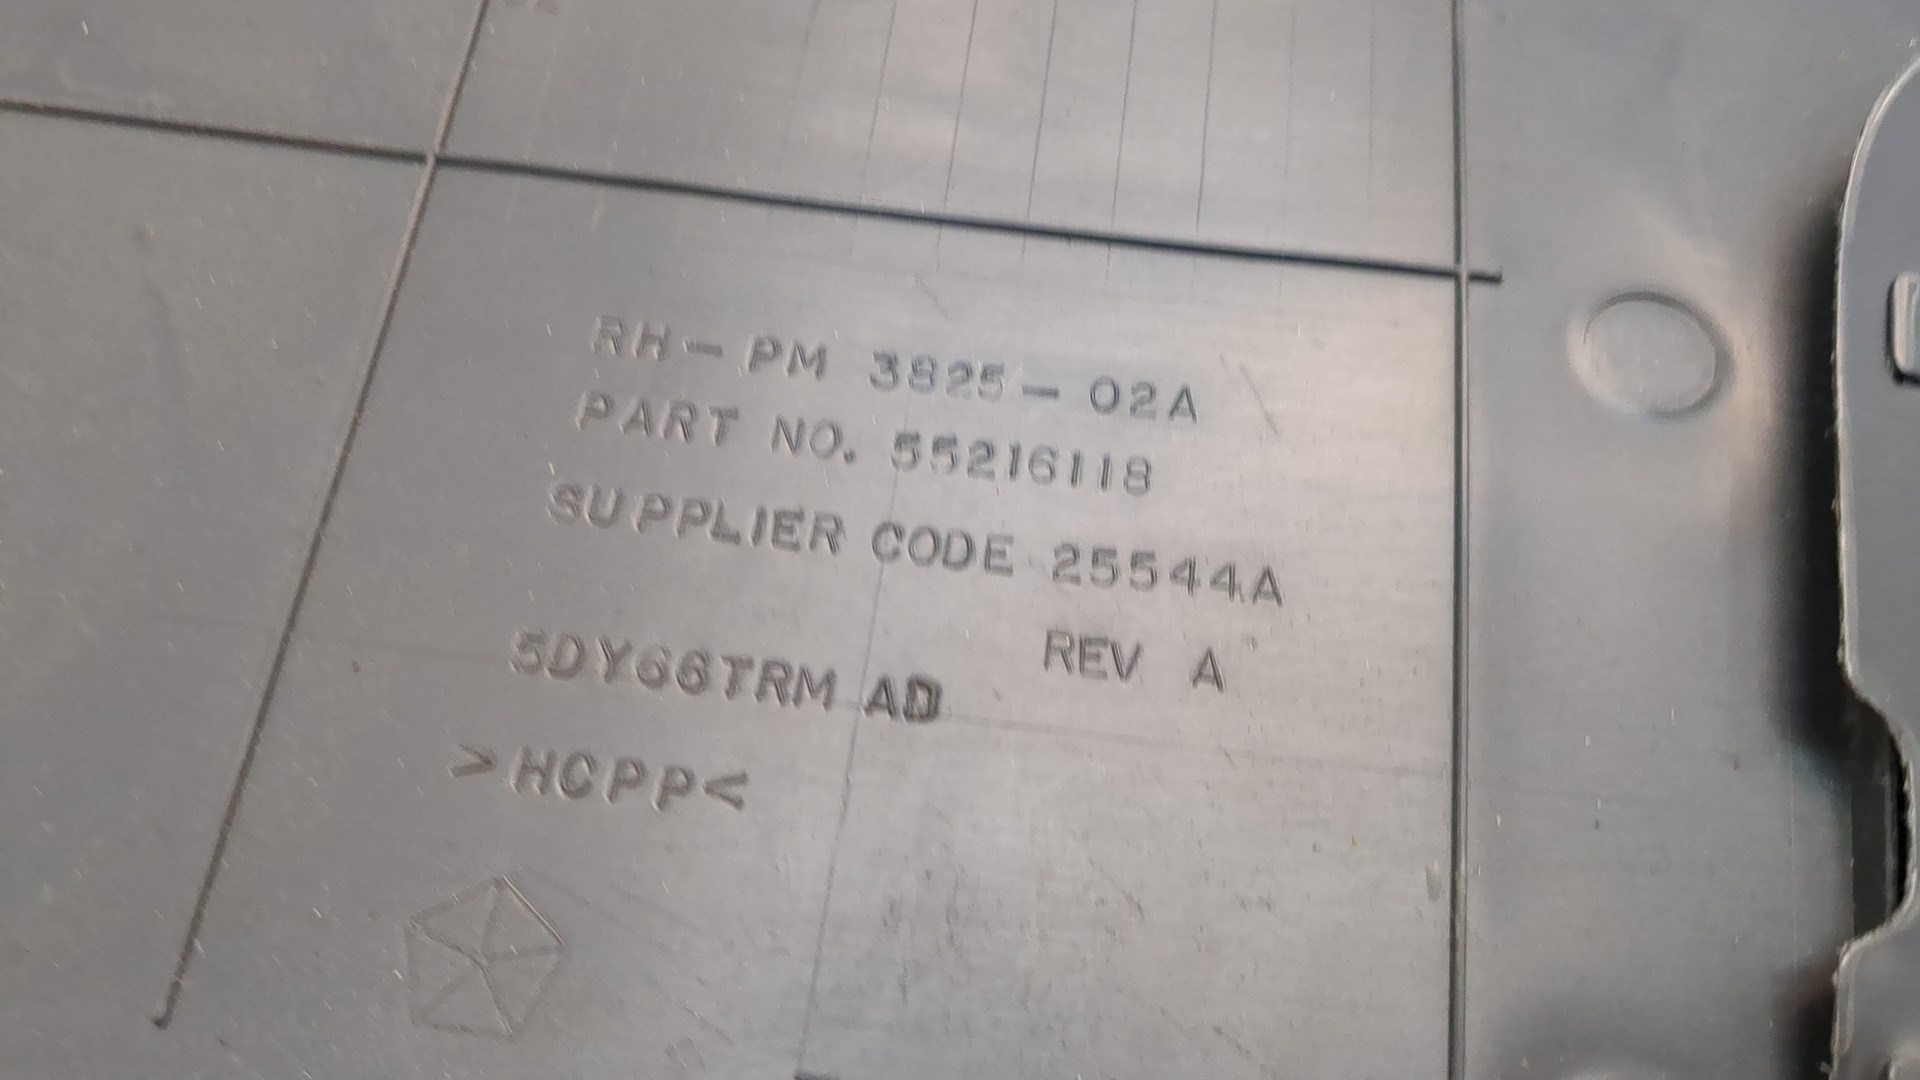 RH-PM 3825-02A
PART NO. 55216118
SUPPLIER CODE 25544A
REV A
5DY66TRM AD
>HCPP<